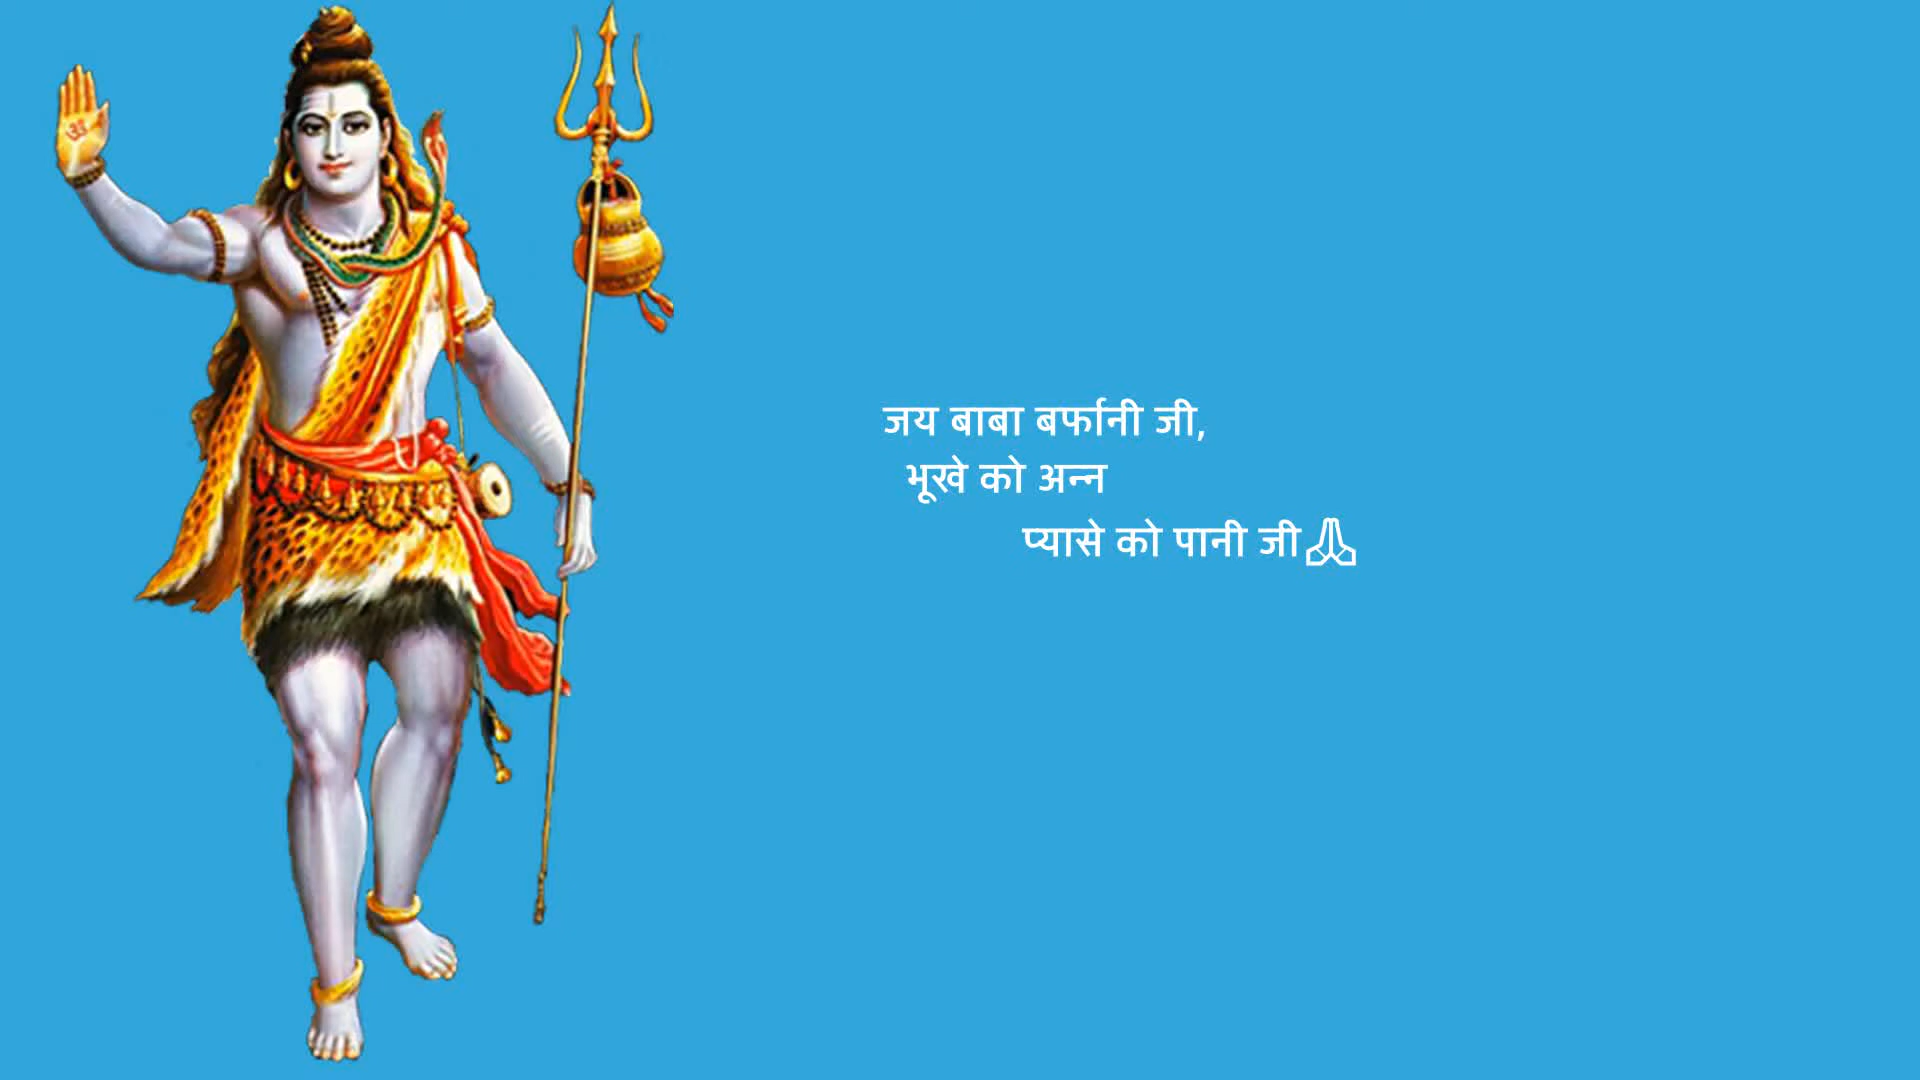 ॐ
जय बाबा बर्फानी जी,
भूखे को अन्न
प्यासे को पानी जी🙏